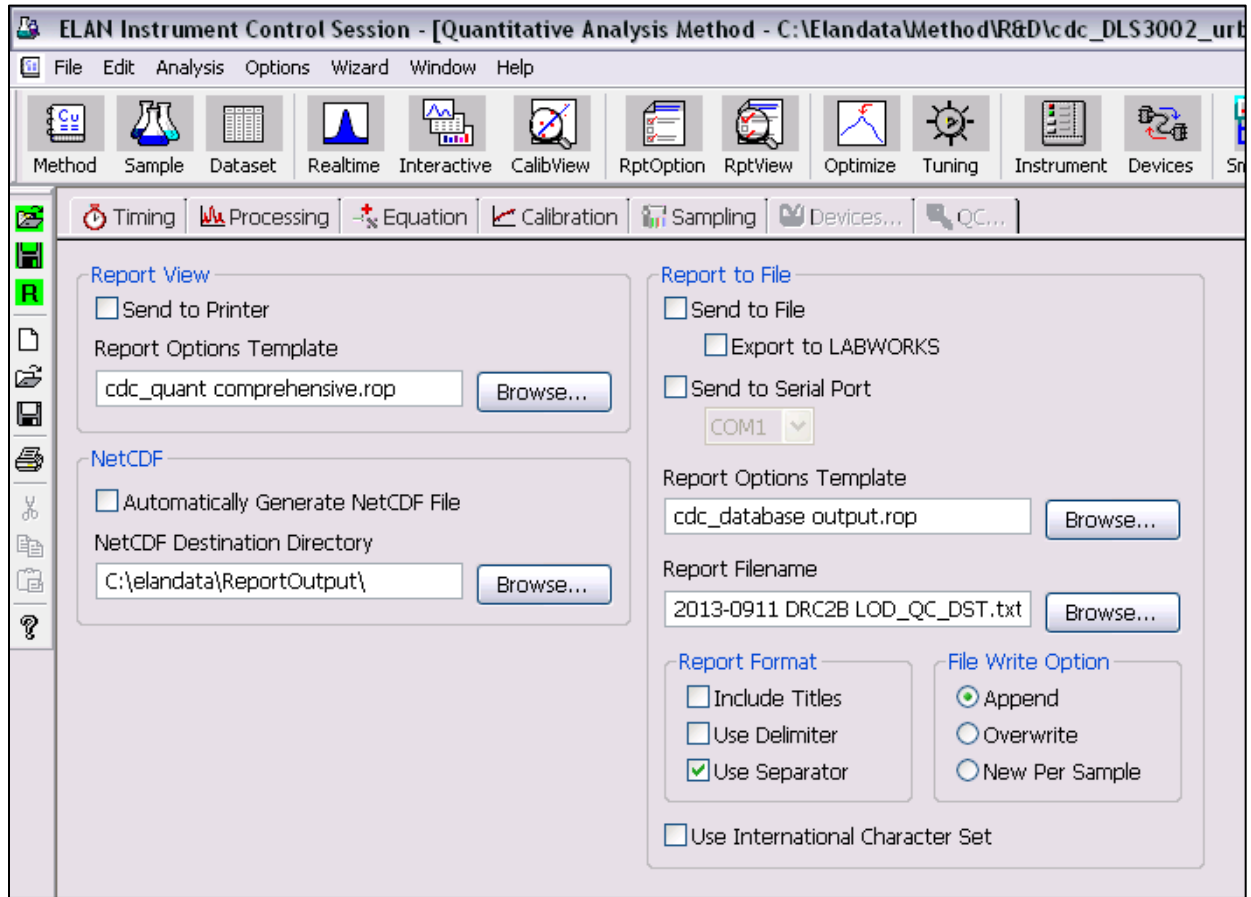 ELAN Instrument Control Session - [Quantitative Analysis Method - C:\Elandata\Method\R&D\cdc_DLS3002_urb
File Edit Analysis Options Wizard Window Help
Method Sample Dataset Realtime Interactive CalibView RptOption RptView Optimize Tuning Instrument Devices Sn
Timing Processing Equation Calibration Sampling Devices... QC...
R
Report View
Send to Printer
Report Options Template
cdc_quant comprehensive.rop Browse...
NetCDF
Automatically Generate NetCDF File
NetCDF Destination Directory
C:\elandata\ReportOutput\ Browse...
Report to File
Send to File
Export to LABWORKS
Send to Serial Port
COM1
Report Options Template
cdc_database output.rop Browse...
Report Filename
2013-0911 DRC2B LOD_QC_DST.txt Browse...
Report Format
Include Titles
Use Delimiter
Use Separator
File Write Option
Append
Overwrite
New Per Sample
Use International Character Set